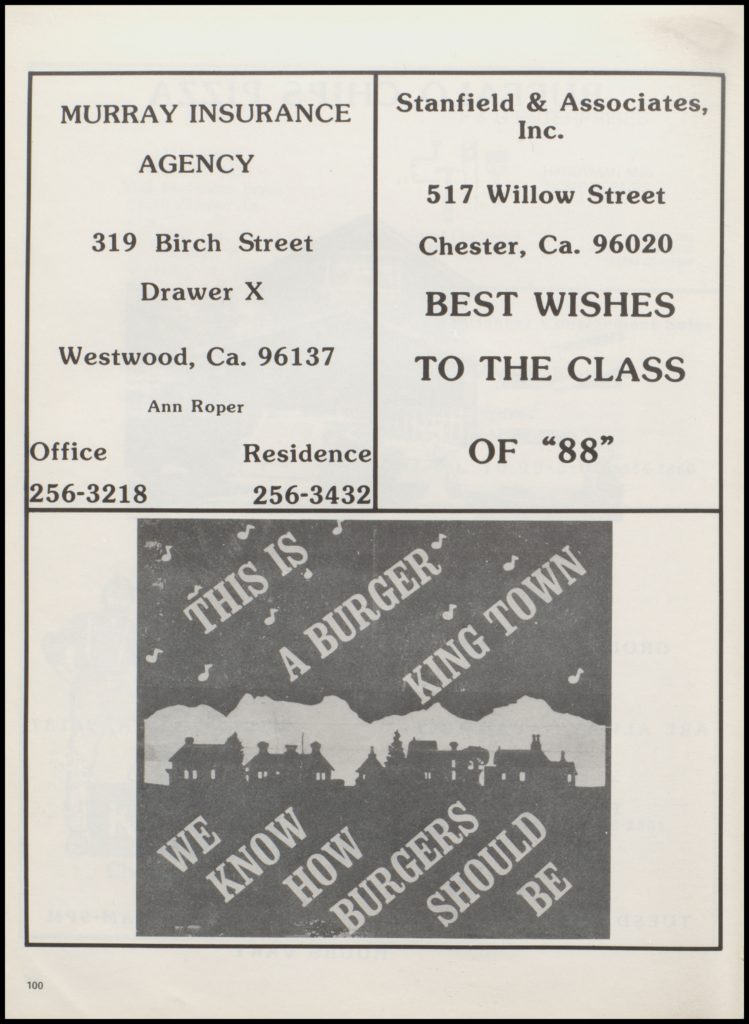 MURRAY INSURANCE
AGENCY
319 Birch Street
Drawer X
Westwood, Ca. 96137
Ann Roper
Office Residence
256-3218 256-3432
Stanfield & Associates,
Inc.
517 Willow Street
Chester, Ca. 96020
BEST WISHES
TO THE CLASS
OF “88”
THIS IS
A BURGER
KING TOWN
WE
KNOW
HOW
BURGERS
SHOULD
BE
100